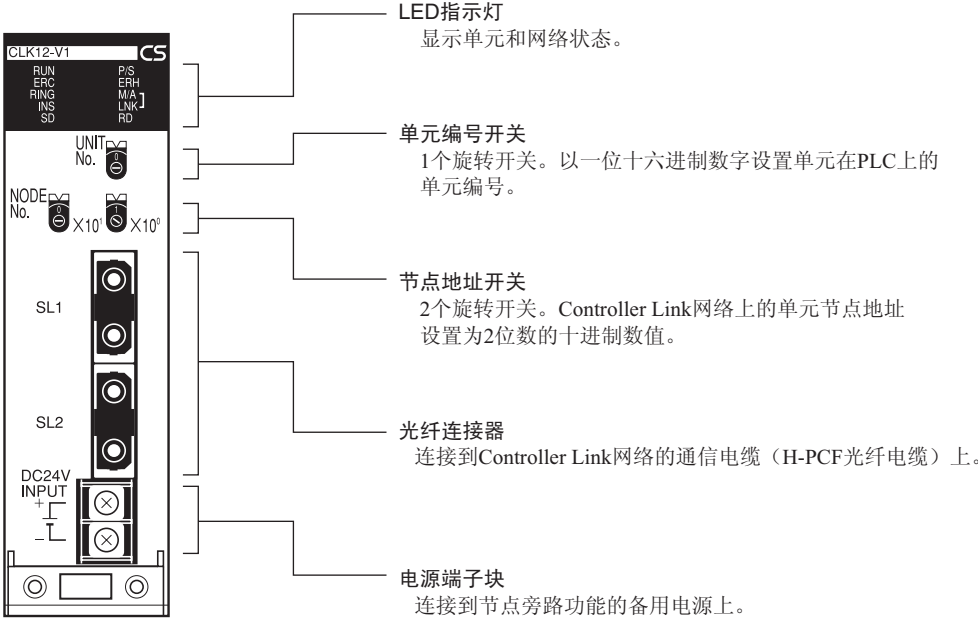 CLK12-V1 CS
RUN P/S
ERC ERH
RING M/A
INS LNK
SD RD
UNIT
No.
0
NODE
No.
0 X10¹ 1 X10⁰
SL1
SL2
DC24V
INPUT
+
−
LED指示灯
显示单元和网络状态。
单元编号开关
1个旋转开关。以一位十六进制数字设置单元在PLC上的
单元编号。
节点地址开关
2个旋转开关。Controller Link网络上的单元节点地址
设置为2位数的十进制数值。
光纤连接器
连接到Controller Link网络的通信电缆（H-PCF光纤电缆）上。
电源端子块
连接到节点旁路功能的备用电源上。